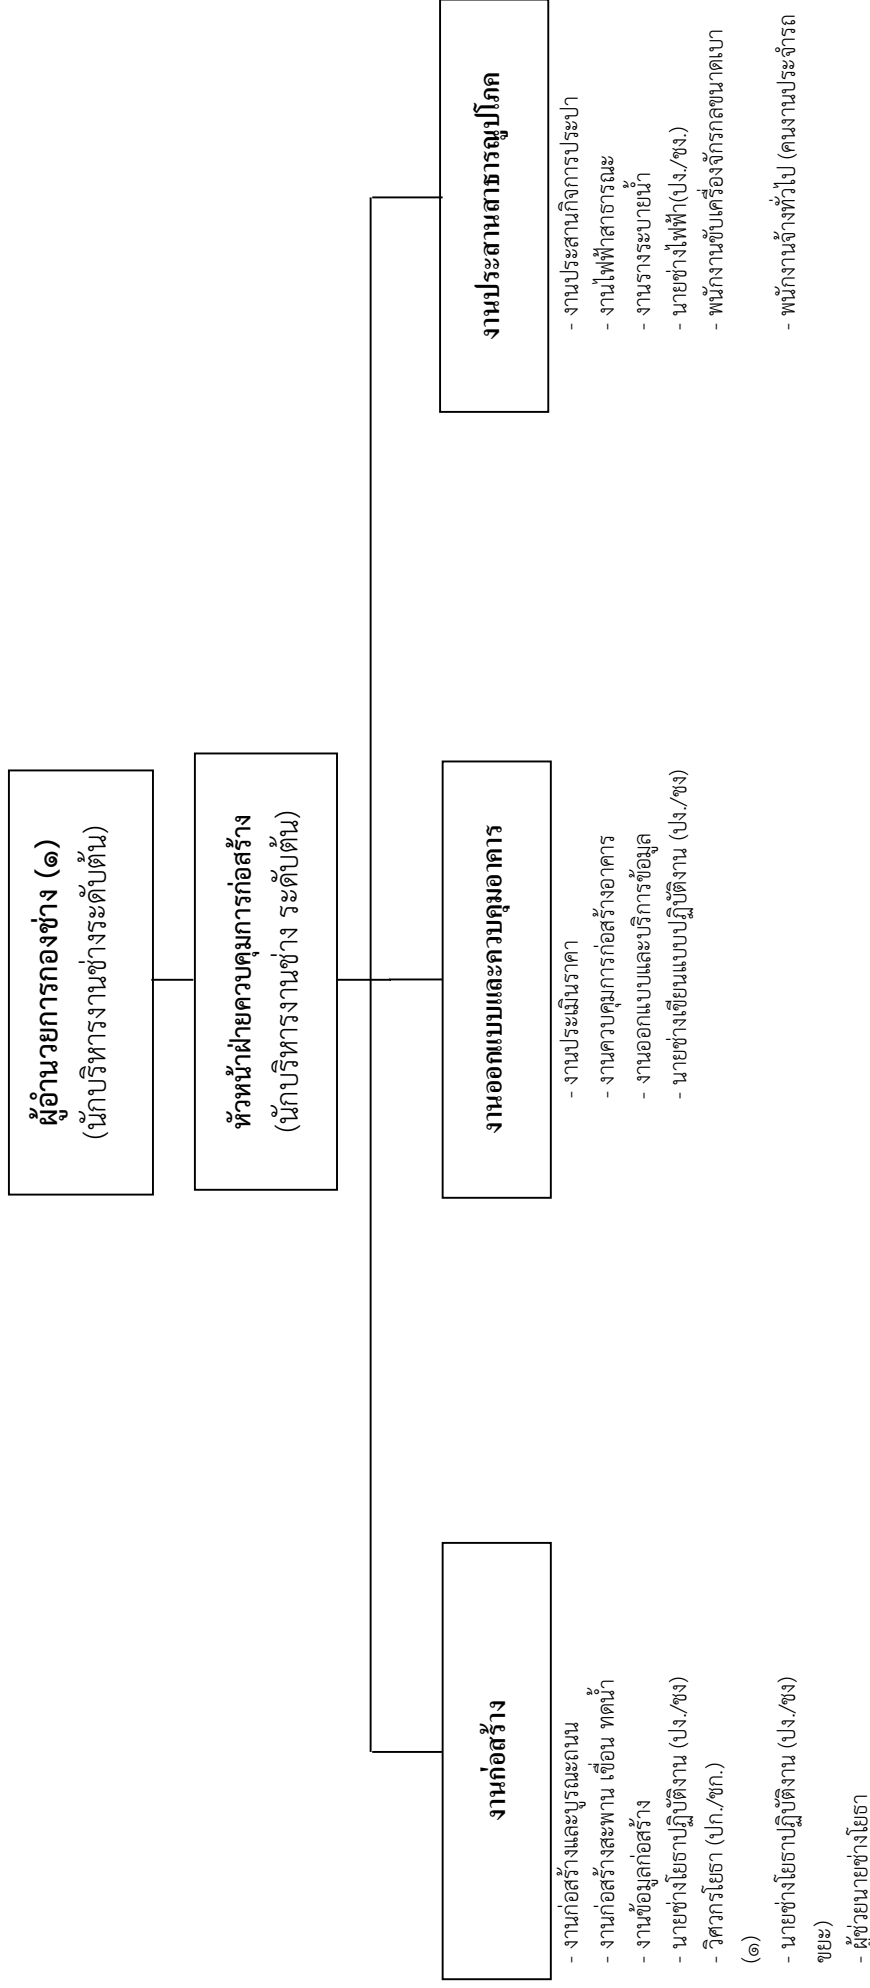 ผู้อำนวยการกองช่าง (๑)
(นักบริหารงานช่างระดับต้น)
หัวหน้าฝ่ายควบคุมการก่อสร้าง
(นักบริหารงานช่าง ระดับต้น)
งานก่อสร้าง
- งานก่อสร้างและบูรณะถนน
- งานก่อสร้างสะพาน เขื่อน ทดน้ำ
- งานข้อมูลก่อสร้าง
- นายช่างโยธาปฏิบัติงาน (ปง./ชง)
- วิศวกรโยธา (ปก./ชก.)
(๑)
- นายช่างโยธาปฏิบัติงาน (ปง./ชง)
ขยะ)
- ผู้ช่วยนายช่างโยธา
งานออกแบบและควบคุมอาคาร
- งานประเมินราคา
- งานควบคุมการก่อสร้างอาคาร
- งานออกแบบและบริการข้อมูล
- นายช่างเขียนแบบปฏิบัติงาน (ปง./ชง)
งานประสานสาธารณูปโภค
- งานประสานกิจการประปา
- งานไฟฟ้าสาธารณะ
- งานรางระบายน้ำ
- นายช่างไฟฟ้า(ปง./ชง.)
- พนักงานขับเครื่องจักรกลขนาดเบา
- พนักงานจ้างทั่วไป (คนงานประจำรถ